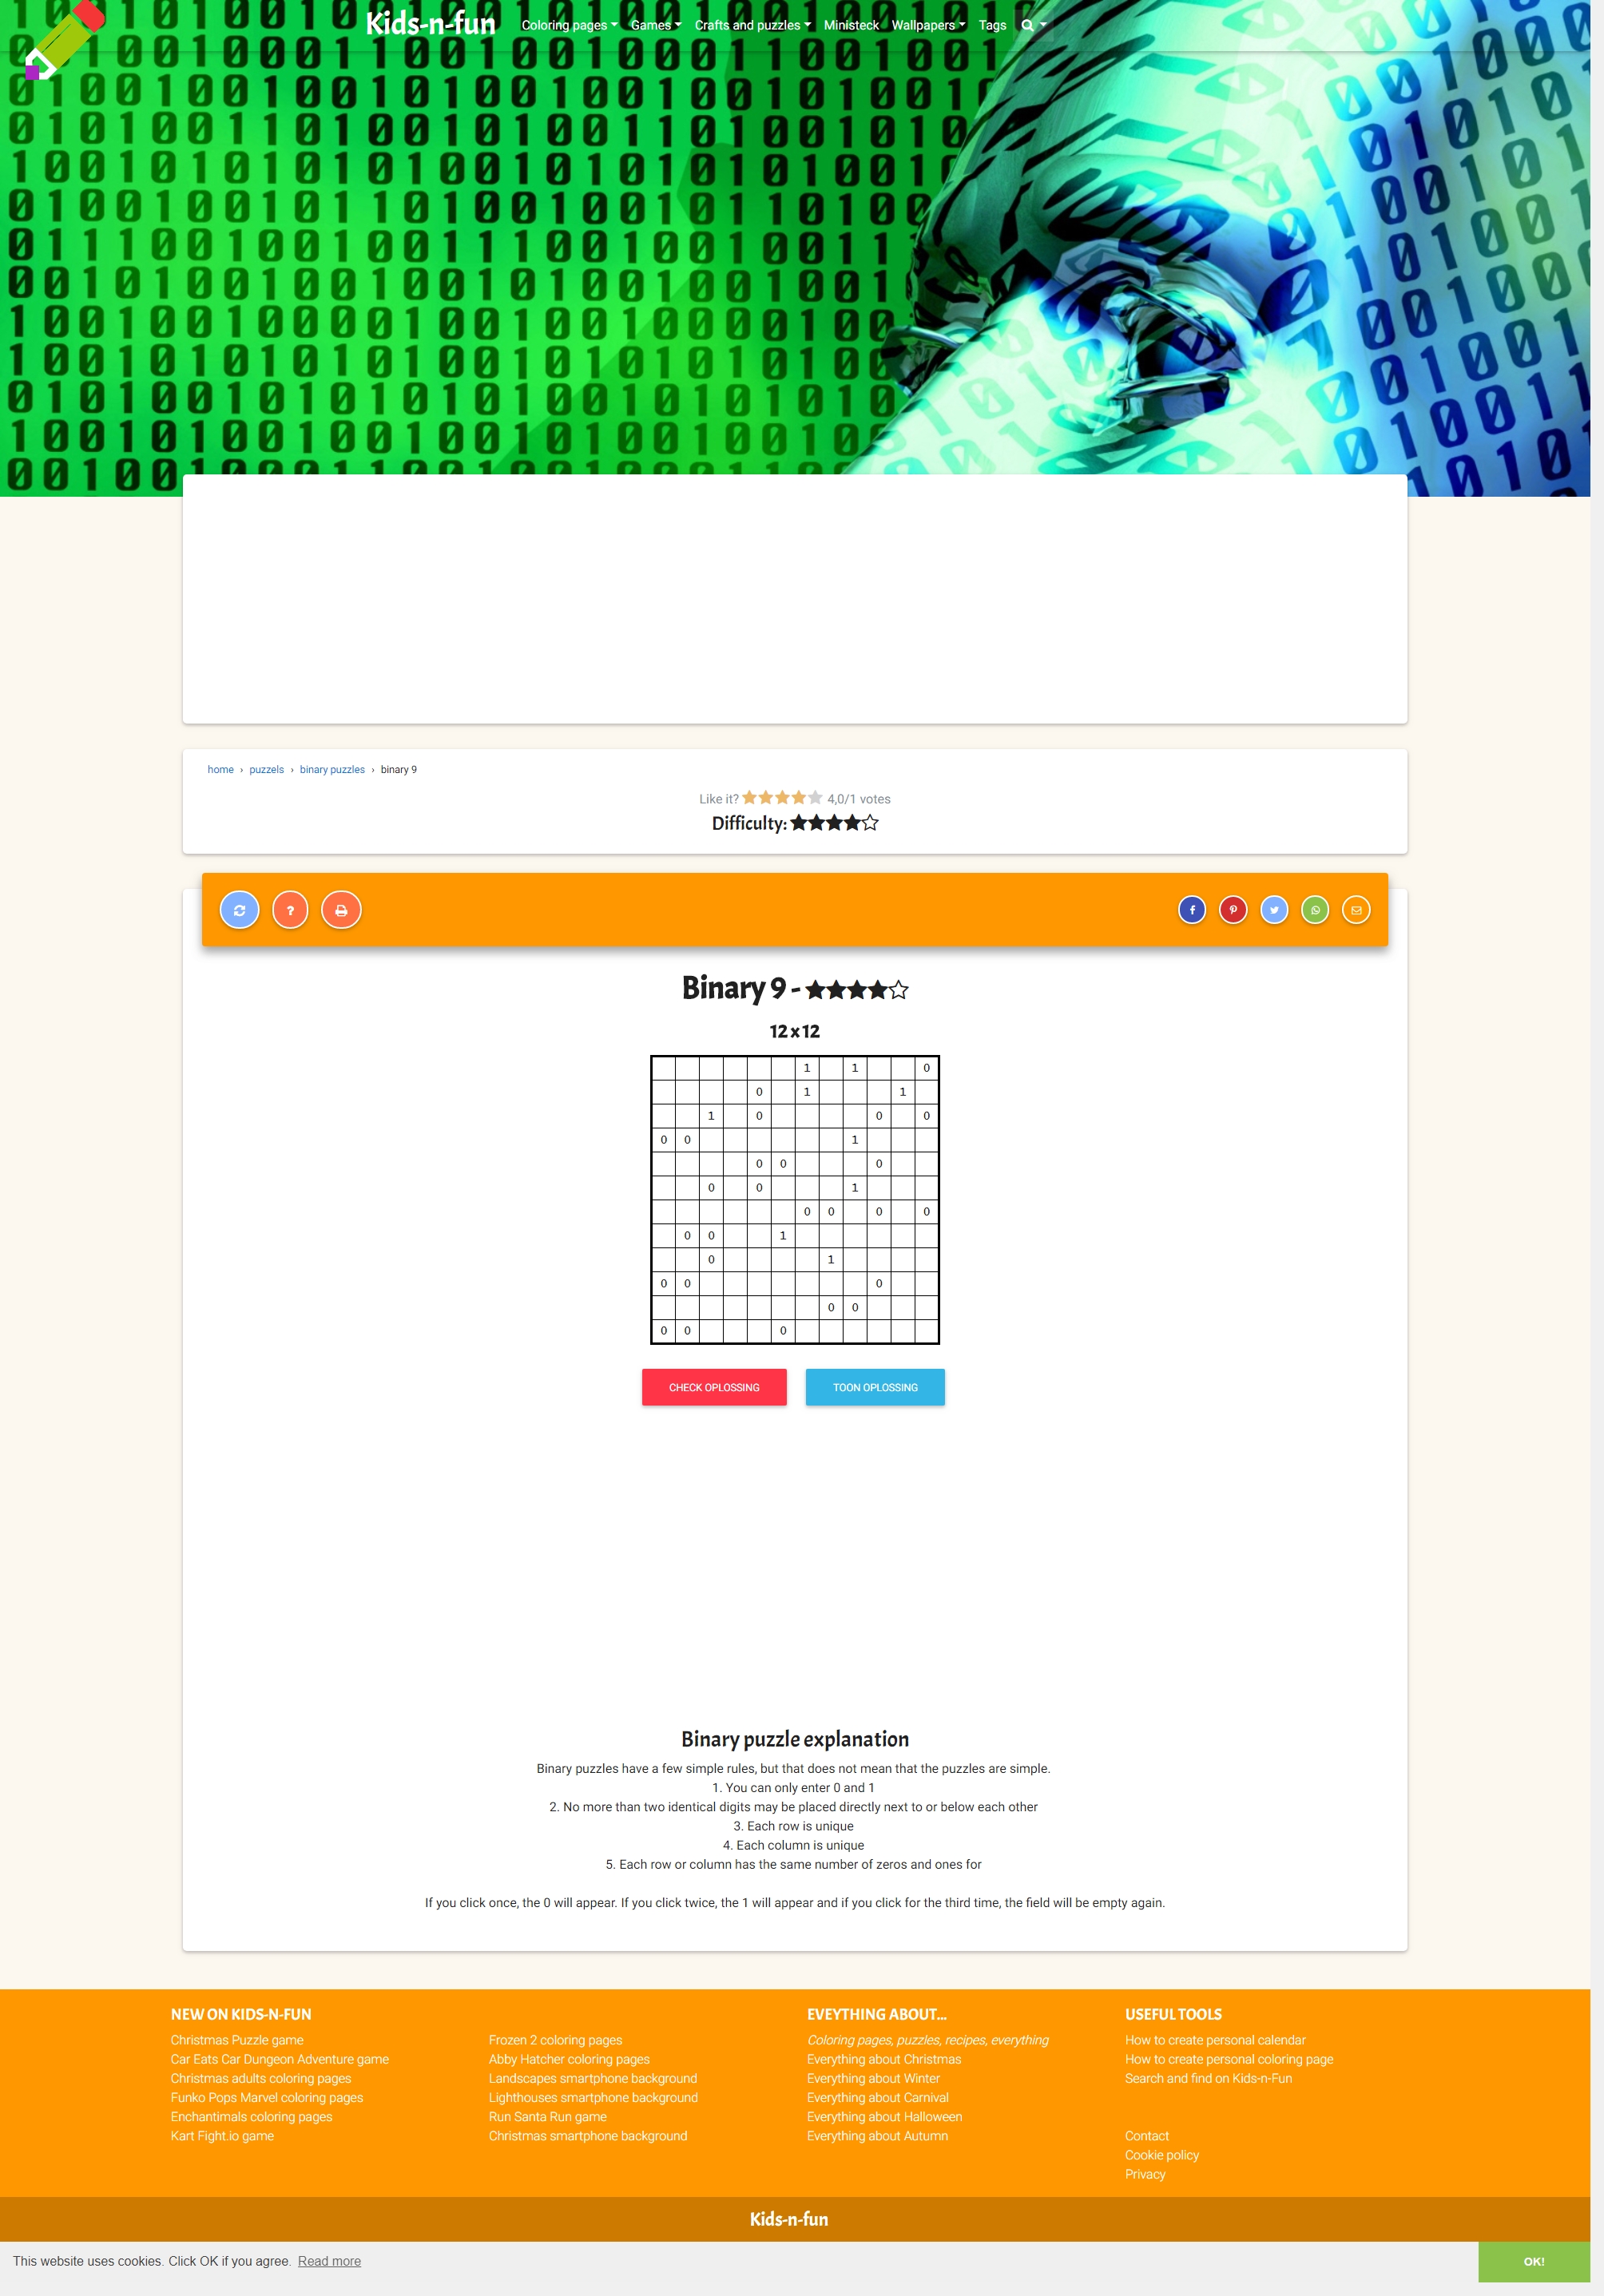 Kids-n-fun Coloring pages Games Crafts and puzzles Ministeck Wallpapers Tags
home › puzzels › binary puzzles › binary 9
Like it? 4,0/1 votes
Difficulty:
Binary 9 -
12 x 12
1 1 0
0 1 1
1 0 0 0
0 0 1
0 0 0
0 0 1
0 0 0 0
0 0 1
0 1
0 0 0
0 0
0 0 0
CHECK OPLOSSING TOON OPLOSSING
Binary puzzle explanation
Binary puzzles have a few simple rules, but that does not mean that the puzzles are simple.
1. You can only enter 0 and 1
2. No more than two identical digits may be placed directly next to or below each other
3. Each row is unique
4. Each column is unique
5. Each row or column has the same number of zeros and ones for
If you click once, the 0 will appear. If you click twice, the 1 will appear and if you click for the third time, the field will be empty again.
NEW ON KIDS-N-FUN
Christmas Puzzle game
Car Eats Car Dungeon Adventure game
Christmas adults coloring pages
Funko Pops Marvel coloring pages
Enchantimals coloring pages
Kart Fight.io game
Frozen 2 coloring pages
Abby Hatcher coloring pages
Landscapes smartphone background
Lighthouses smartphone background
Run Santa Run game
Christmas smartphone background
EVEYTHING ABOUT...
Coloring pages, puzzles, recipes, everything
Everything about Christmas
Everything about Winter
Everything about Carnival
Everything about Halloween
Everything about Autumn
USEFUL TOOLS
How to create personal calendar
How to create personal coloring page
Search and find on Kids-n-Fun
Contact
Cookie policy
Privacy
Kids-n-fun
This website uses cookies. Click OK if you agree. Read more
OK!